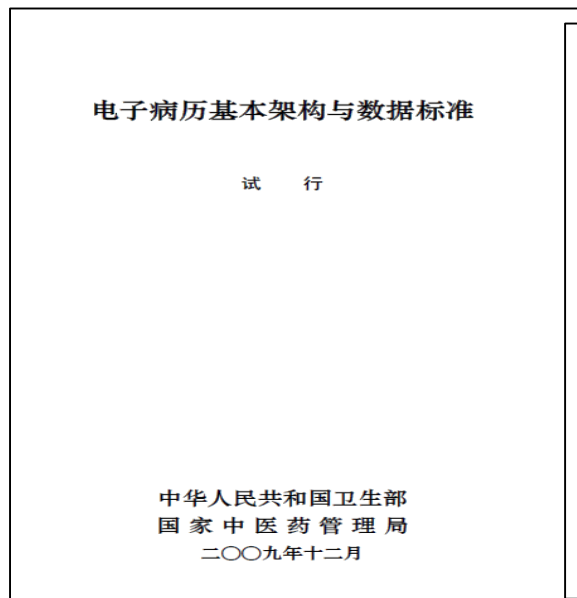 电子病历基本架构与数据标准
试 行
中华人民共和国卫生部
国家中医药管理局
二〇〇九年十二月